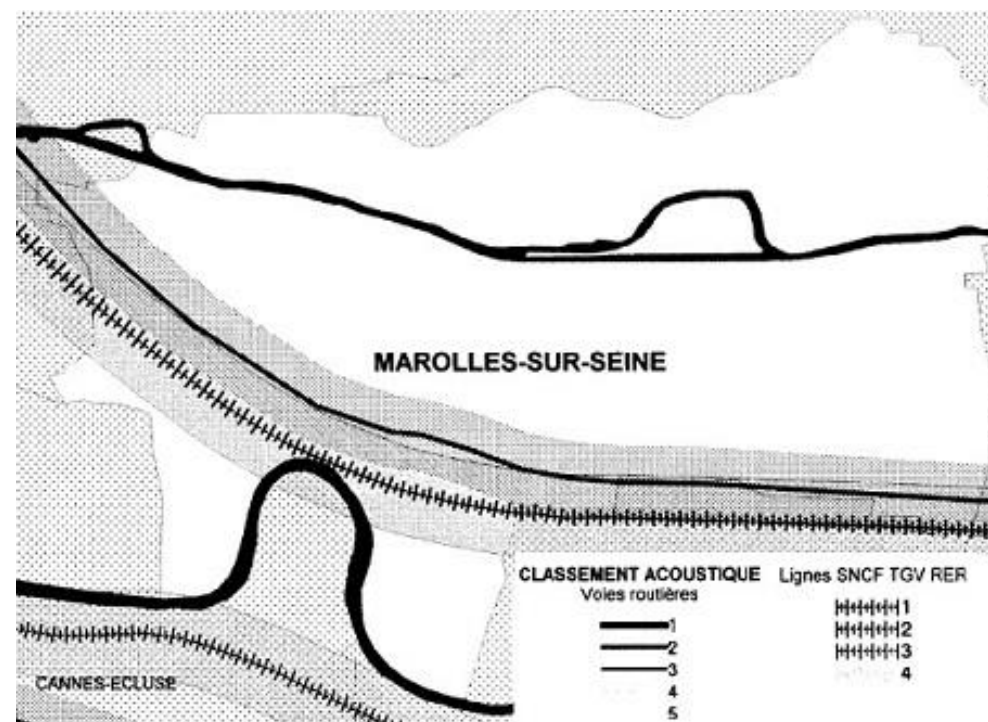 MAROLLES-SUR-SEINE
CLASSEMENT ACOUSTIQUE
Voies routières
1
2
3
4
5
Lignes SNCF TGV RER
1
2
3
4
CANNES-ECLUSE